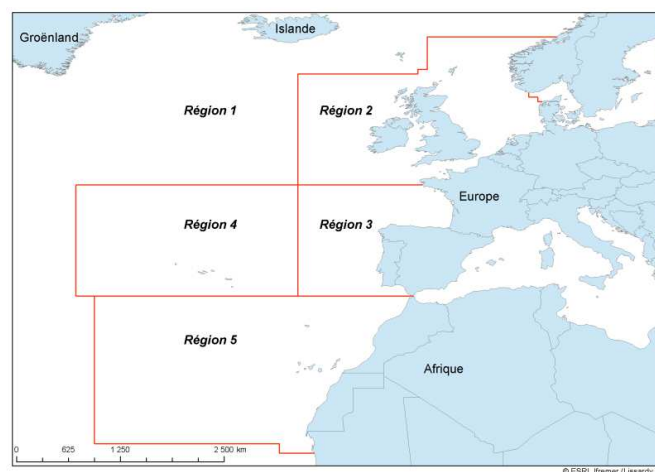 Groënland
Islande
Région 1
Région 2
Région 4
Région 3
Europe
Région 5
Afrique
0 625 1 250 2 500 km
© ESRI, Ifremer (Lissardy